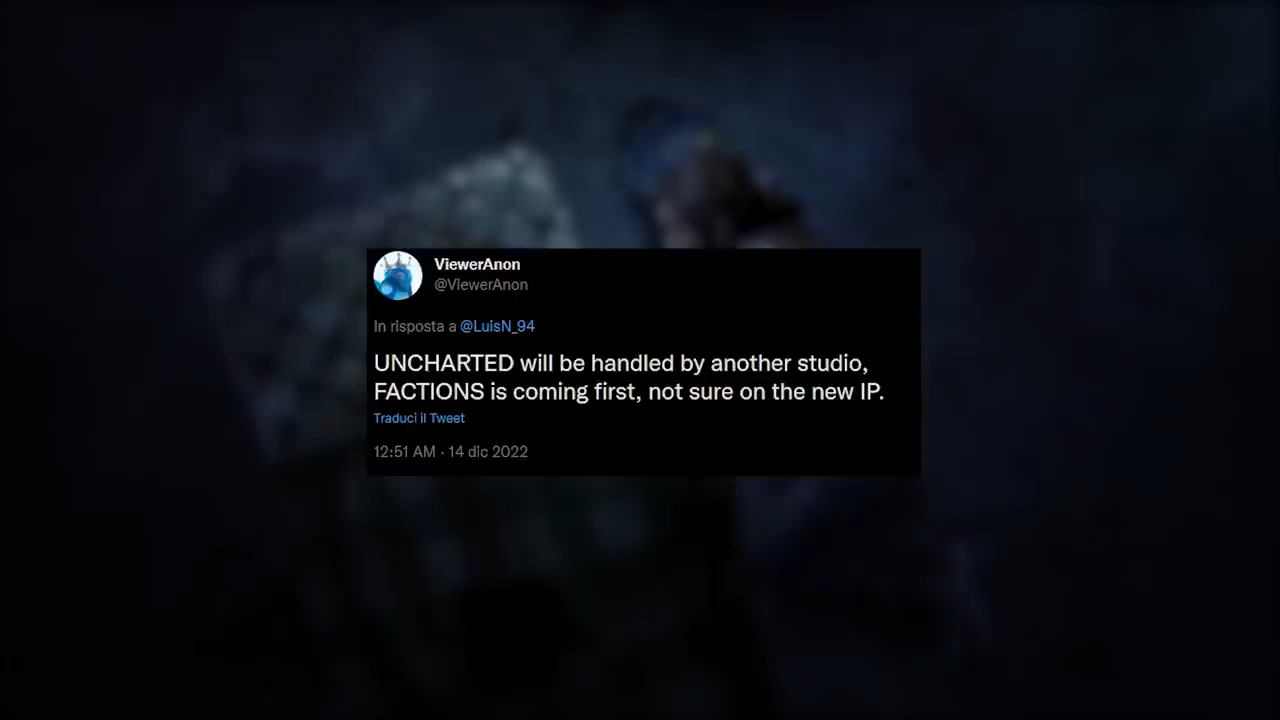 ViewerAnon
@ViewerAnon
In risposta a @LuisN_94
UNCHARTED will be handled by another studio,
FACTIONS is coming first, not sure on the new IP.
Traduci il Tweet
12:51 AM · 14 dic 2022